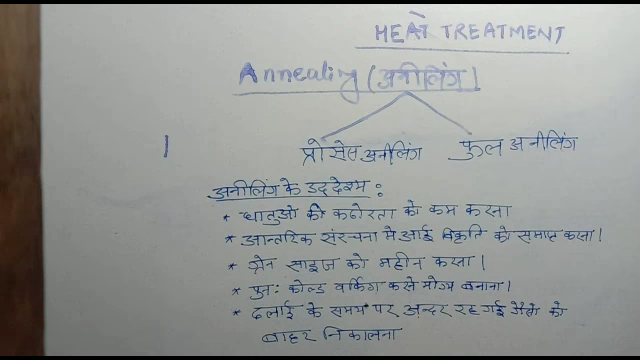 HEAT TREATMENT
Annealing (अनीलिंग)
प्रोसेस अनीलिंग फुल अनीलिंग
अनीलिंग के उद्देश्य :
* धातुओ की कठोरता को कम करना
* आन्तरिक संरचना मे आई विकृति को समाप्त करना।
* ग्रेन साइज को महीन करना।
* पुनः कोल्ड वर्किंग करने योग्य बनाना।
* ढलाई के समय पर अन्दर रह गई गैसो को
बाहर निकालना